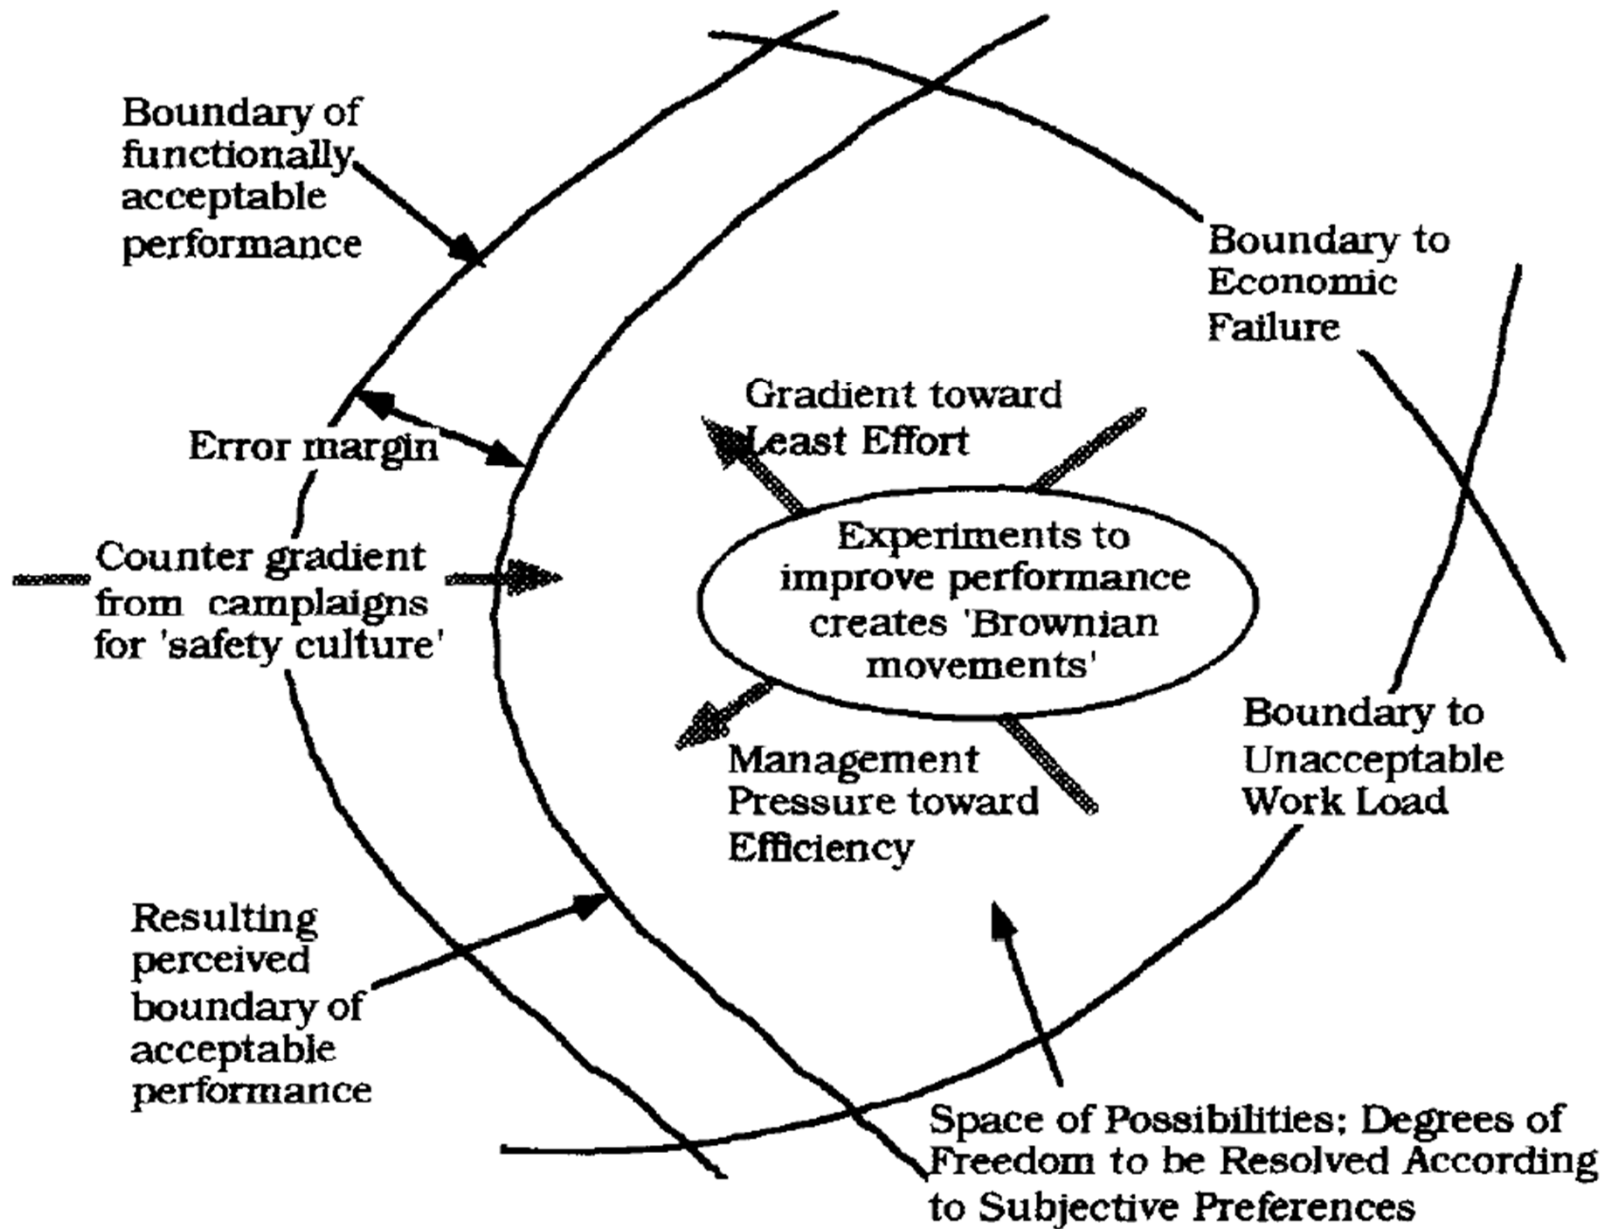 Boundary of
functionally
acceptable
performance
Boundary to
Economic
Failure
Gradient toward
Least Effort
Error margin
Experiments to
improve performance
creates 'Brownian
movements'
Counter gradient
from camplaigns
for 'safety culture'
Boundary to
Unacceptable
Work Load
Management
Pressure toward
Efficiency
Resulting
perceived
boundary of
acceptable
performance
Space of Possibilities; Degrees of
Freedom to be Resolved According
to Subjective Preferences